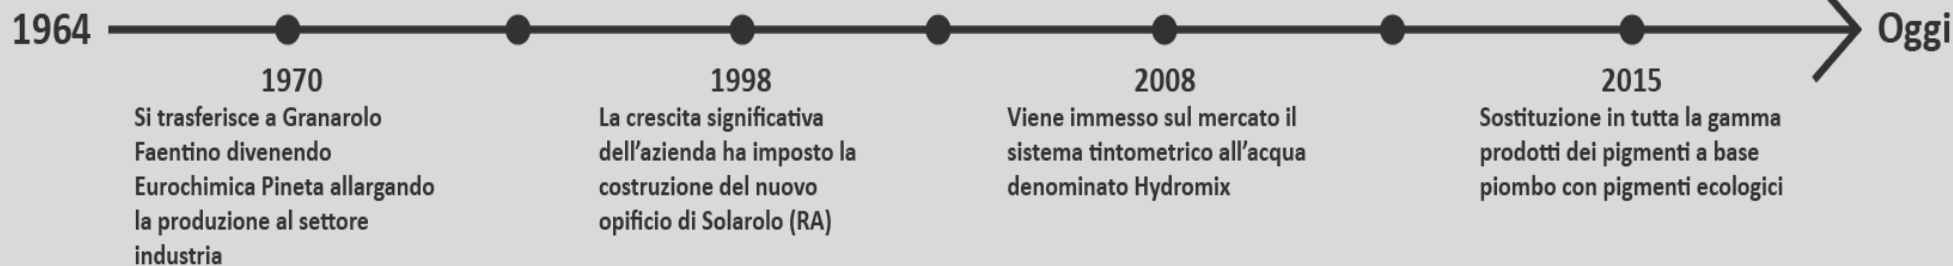 1964
Oggi
1970
Si trasferisce a Granarolo
Faentino divenendo
Eurochimica Pineta allargando
la produzione al settore
industria
1998
La crescita significativa
dell’azienda ha imposto la
costruzione del nuovo
opificio di Solarolo (RA)
2008
Viene immesso sul mercato il
sistema tintometrico all’acqua
denominato Hydromix
2015
Sostituzione in tutta la gamma
prodotti dei pigmenti a base
piombo con pigmenti ecologici